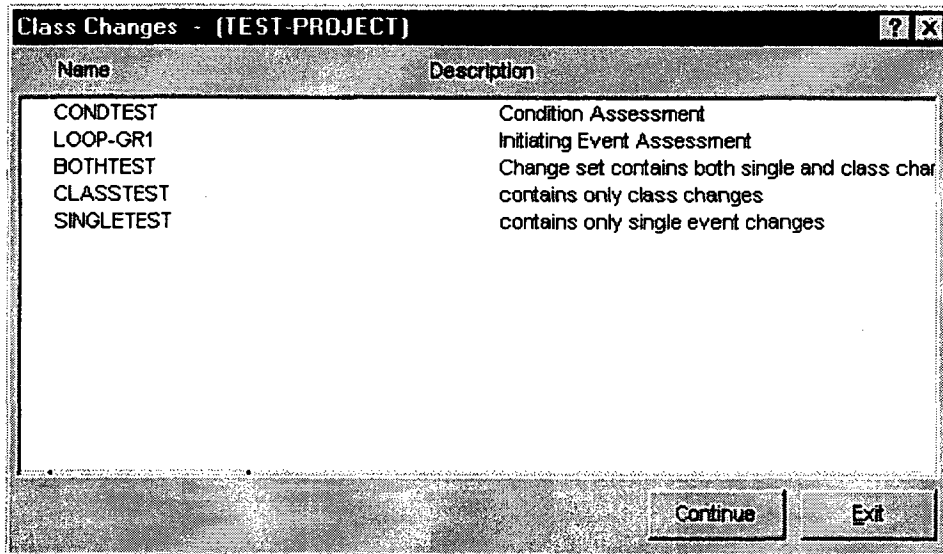 Class Changes - (TEST-PROJECT)
Name Description
CONDTEST Condition Assessment
LOOP-GR1 Initiating Event Assessment
BOTHTEST Change set contains both single and class char
CLASSTEST contains only class changes
SINGLETEST contains only single event changes
Continue Exit